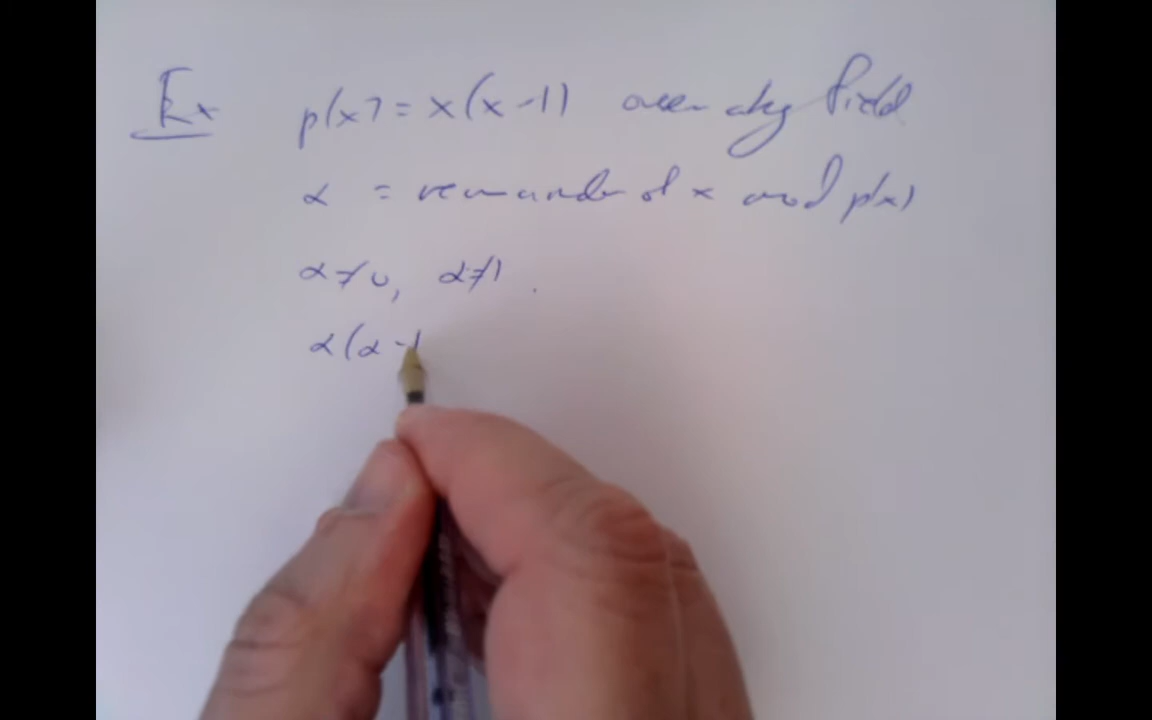 Ex p(x) = x(x-1) over any field
α = remainder of x mod p(x)
α≠0, α≠1.
α(α-1